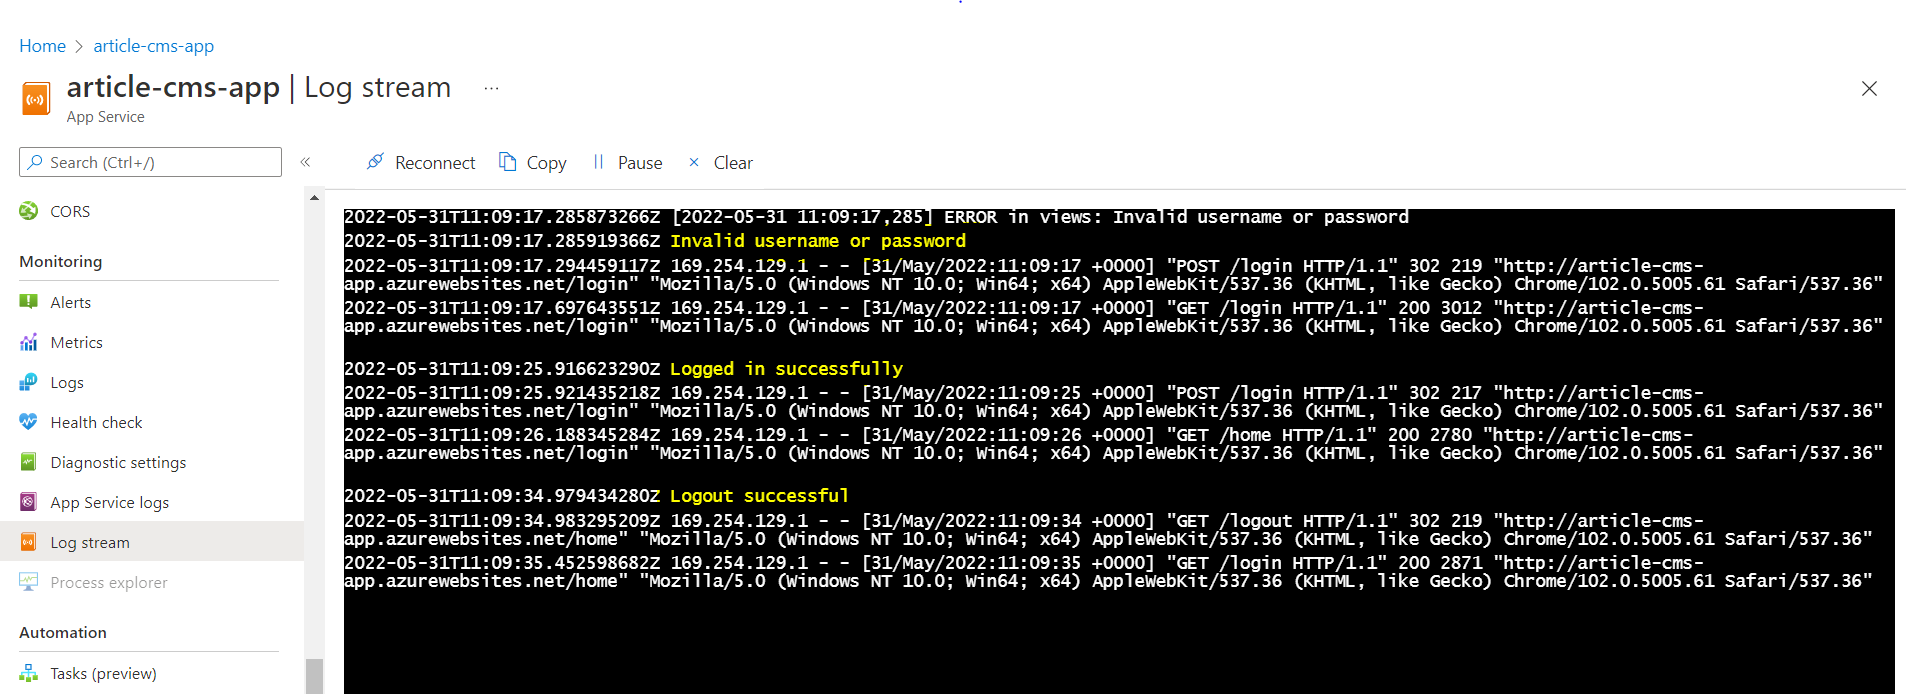 Home > article-cms-app
article-cms-app | Log stream ...
App Service
Search (Ctrl+/)
«
Reconnect
Copy
Pause
Clear
CORS
Monitoring
Alerts
Metrics
Logs
Health check
Diagnostic settings
App Service logs
Log stream
Process explorer
Automation
Tasks (preview)
2022-05-31T11:09:17.285873266Z [2022-05-31 11:09:17,285] ERROR in views: Invalid username or password
2022-05-31T11:09:17.285919366Z Invalid username or password
2022-05-31T11:09:17.294459117Z 169.254.129.1 - - [31/May/2022:11:09:17 +0000] "POST /login HTTP/1.1" 302 219 "http://article-cms-
app.azurewebsites.net/login" "Mozilla/5.0 (Windows NT 10.0; Win64; x64) AppleWebKit/537.36 (KHTML, like Gecko) Chrome/102.0.5005.61 Safari/537.36"
2022-05-31T11:09:17.697643551Z 169.254.129.1 - - [31/May/2022:11:09:17 +0000] "GET /login HTTP/1.1" 200 3012 "http://article-cms-
app.azurewebsites.net/login" "Mozilla/5.0 (Windows NT 10.0; Win64; x64) AppleWebKit/537.36 (KHTML, like Gecko) Chrome/102.0.5005.61 Safari/537.36"
2022-05-31T11:09:25.916623290Z Logged in successfully
2022-05-31T11:09:25.921435218Z 169.254.129.1 - - [31/May/2022:11:09:25 +0000] "POST /login HTTP/1.1" 302 217 "http://article-cms-
app.azurewebsites.net/login" "Mozilla/5.0 (Windows NT 10.0; Win64; x64) AppleWebKit/537.36 (KHTML, like Gecko) Chrome/102.0.5005.61 Safari/537.36"
2022-05-31T11:09:26.188345284Z 169.254.129.1 - - [31/May/2022:11:09:26 +0000] "GET /home HTTP/1.1" 200 2780 "http://article-cms-
app.azurewebsites.net/login" "Mozilla/5.0 (Windows NT 10.0; Win64; x64) AppleWebKit/537.36 (KHTML, like Gecko) Chrome/102.0.5005.61 Safari/537.36"
2022-05-31T11:09:34.979434280Z Logout successful
2022-05-31T11:09:34.983295209Z 169.254.129.1 - - [31/May/2022:11:09:34 +0000] "GET /logout HTTP/1.1" 302 219 "http://article-cms-
app.azurewebsites.net/home" "Mozilla/5.0 (Windows NT 10.0; Win64; x64) AppleWebKit/537.36 (KHTML, like Gecko) Chrome/102.0.5005.61 Safari/537.36"
2022-05-31T11:09:35.452598682Z 169.254.129.1 - - [31/May/2022:11:09:35 +0000] "GET /login HTTP/1.1" 200 2871 "http://article-cms-
app.azurewebsites.net/home" "Mozilla/5.0 (Windows NT 10.0; Win64; x64) AppleWebKit/537.36 (KHTML, like Gecko) Chrome/102.0.5005.61 Safari/537.36"